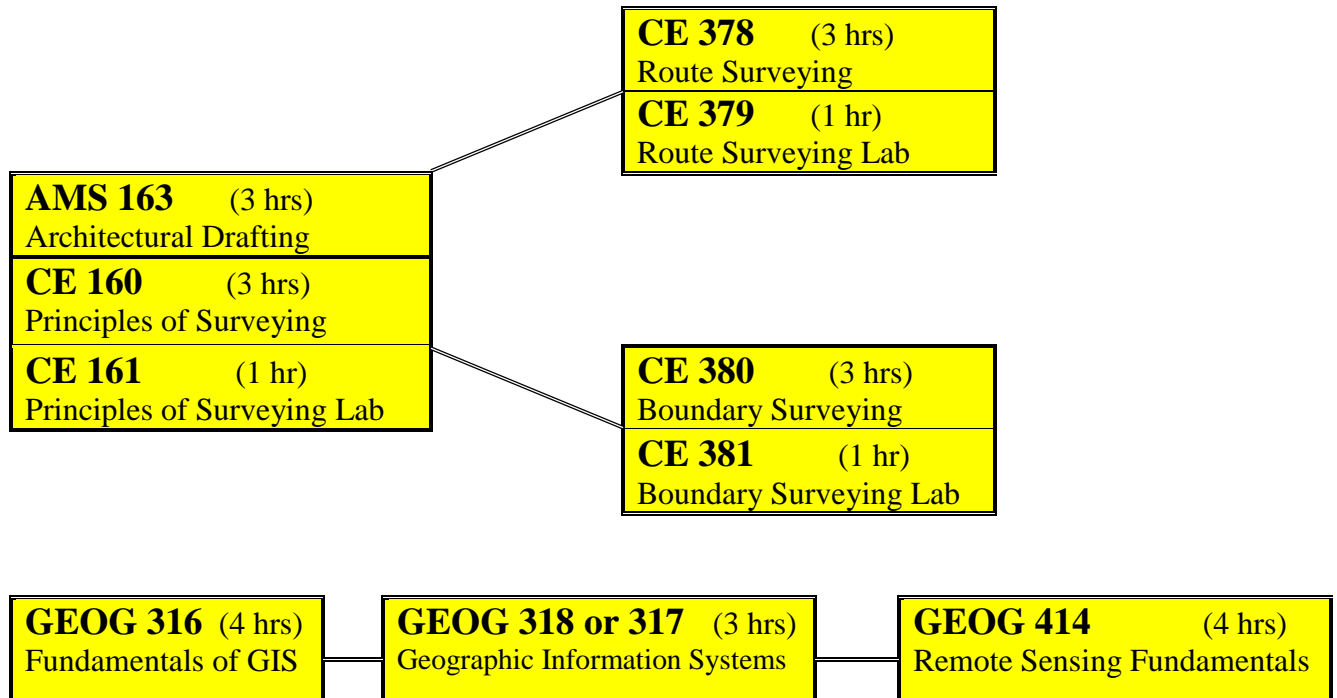 CE 378 (3 hrs)
Route Surveying
CE 379 (1 hr)
Route Surveying Lab
AMS 163 (3 hrs)
Architectural Drafting
CE 160 (3 hrs)
Principles of Surveying
CE 161 (1 hr)
Principles of Surveying Lab
CE 380 (3 hrs)
Boundary Surveying
CE 381 (1 hr)
Boundary Surveying Lab
GEOG 316 (4 hrs)
Fundamentals of GIS
GEOG 318 or 317 (3 hrs)
Geographic Information Systems
GEOG 414 (4 hrs)
Remote Sensing Fundamentals